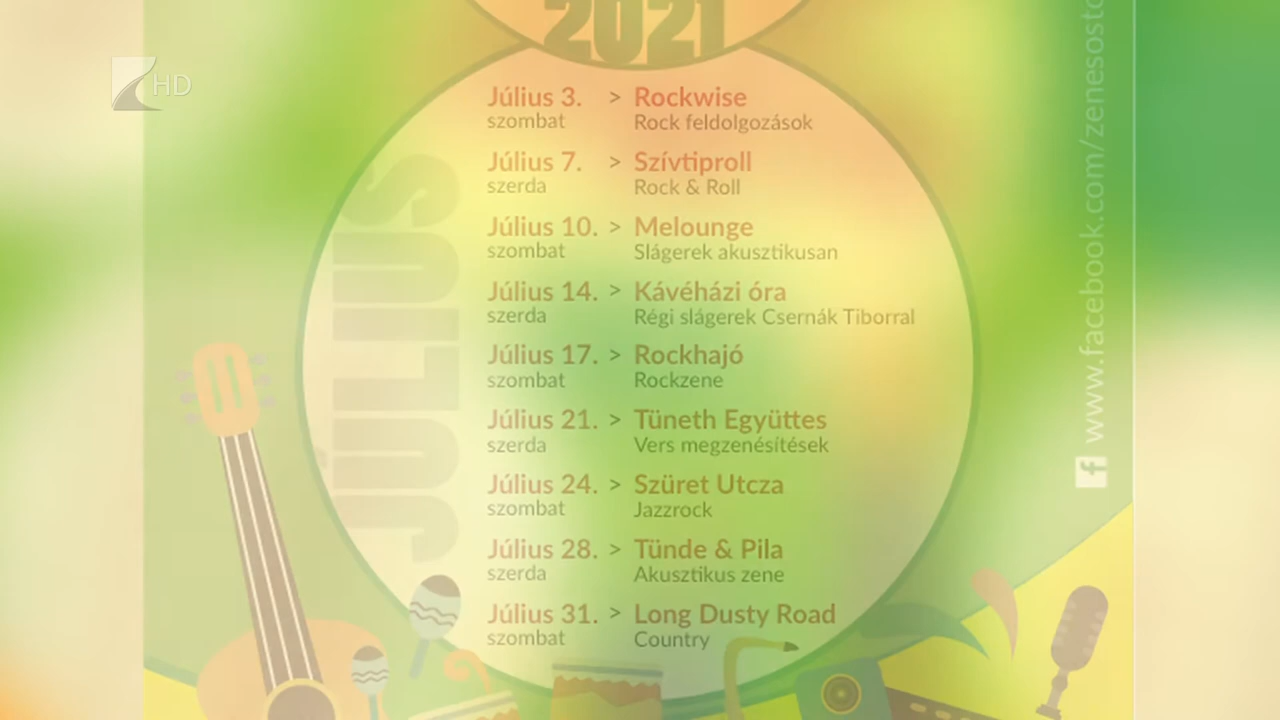 2021
HD
Július 3. > Rockwise
szombat Rock feldolgozások
Július 7. > Szívtiproll
szerda Rock & Roll
Július 10. > Melounge
szombat Slágerek akusztikusan
Július 14. > Kávéházi óra
szerda Régi slágerek Csernák Tiborral
Július 17. > Rockhajó
szombat Rockzene
Július 21. > Tüneth Együttes
szerda Vers megzenésítések
Július 24. > Szüret Utcza
szombat Jazzrock
Július 28. > Tünde & Pila
szerda Akusztikus zene
Július 31. > Long Dusty Road
szombat Country
JÚLIUS
f www.facebook.com/zenesosto